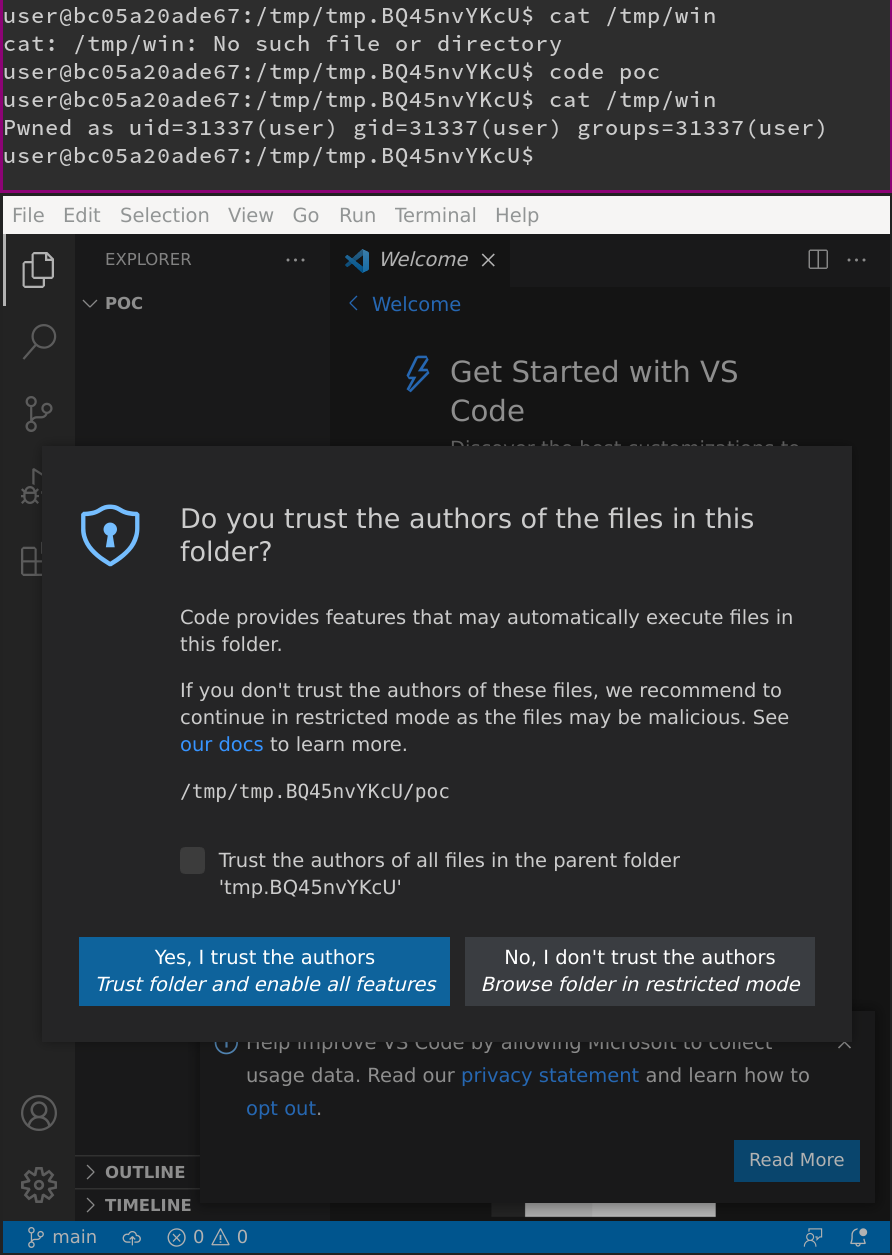 user@bc05a20ade67:/tmp/tmp.BQ45nvYKcU$ cat /tmp/win
cat: /tmp/win: No such file or directory
user@bc05a20ade67:/tmp/tmp.BQ45nvYKcU$ code poc
user@bc05a20ade67:/tmp/tmp.BQ45nvYKcU$ cat /tmp/win
Pwned as uid=31337(user) gid=31337(user) groups=31337(user)
user@bc05a20ade67:/tmp/tmp.BQ45nvYKcU$
File Edit Selection View Go Run Terminal Help
EXPLORER
Welcome
POC
Welcome
Get Started with VS
Code
Discover the best customizations to
Do you trust the authors of the files in this
folder?
Code provides features that may automatically execute files in
this folder.
If you don't trust the authors of these files, we recommend to
continue in restricted mode as the files may be malicious. See
our docs to learn more.
/tmp/tmp.BQ45nvYKcU/poc
Trust the authors of all files in the parent folder
'tmp.BQ45nvYKcU'
Yes, I trust the authors
Trust folder and enable all features
No, I don't trust the authors
Browse folder in restricted mode
Help improve VS Code by allowing Microsoft to collect
usage data. Read our privacy statement and learn how to
opt out.
Read More
OUTLINE
TIMELINE
main 0 0